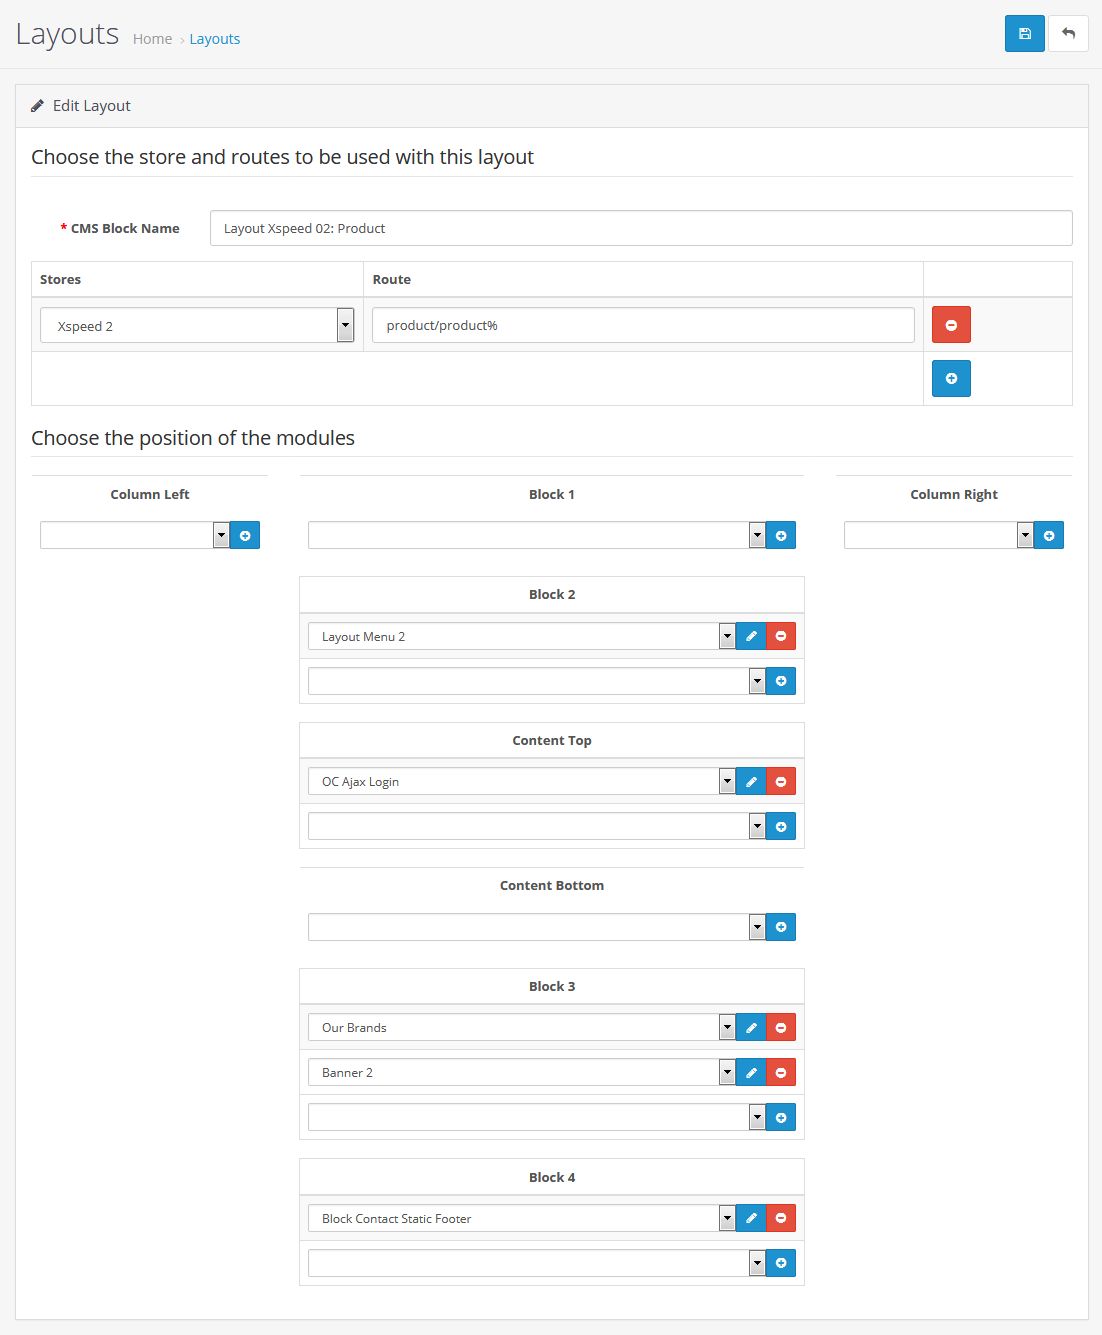 Layouts Home › Layouts
Edit Layout
Choose the store and routes to be used with this layout
* CMS Block Name Layout Xspeed 02: Product
Stores Route
Xspeed 2 product/product%
Choose the position of the modules
Column Left Block 1 Column Right
Block 2
Layout Menu 2
Content Top
OC Ajax Login
Content Bottom
Block 3
Our Brands
Banner 2
Block 4
Block Contact Static Footer